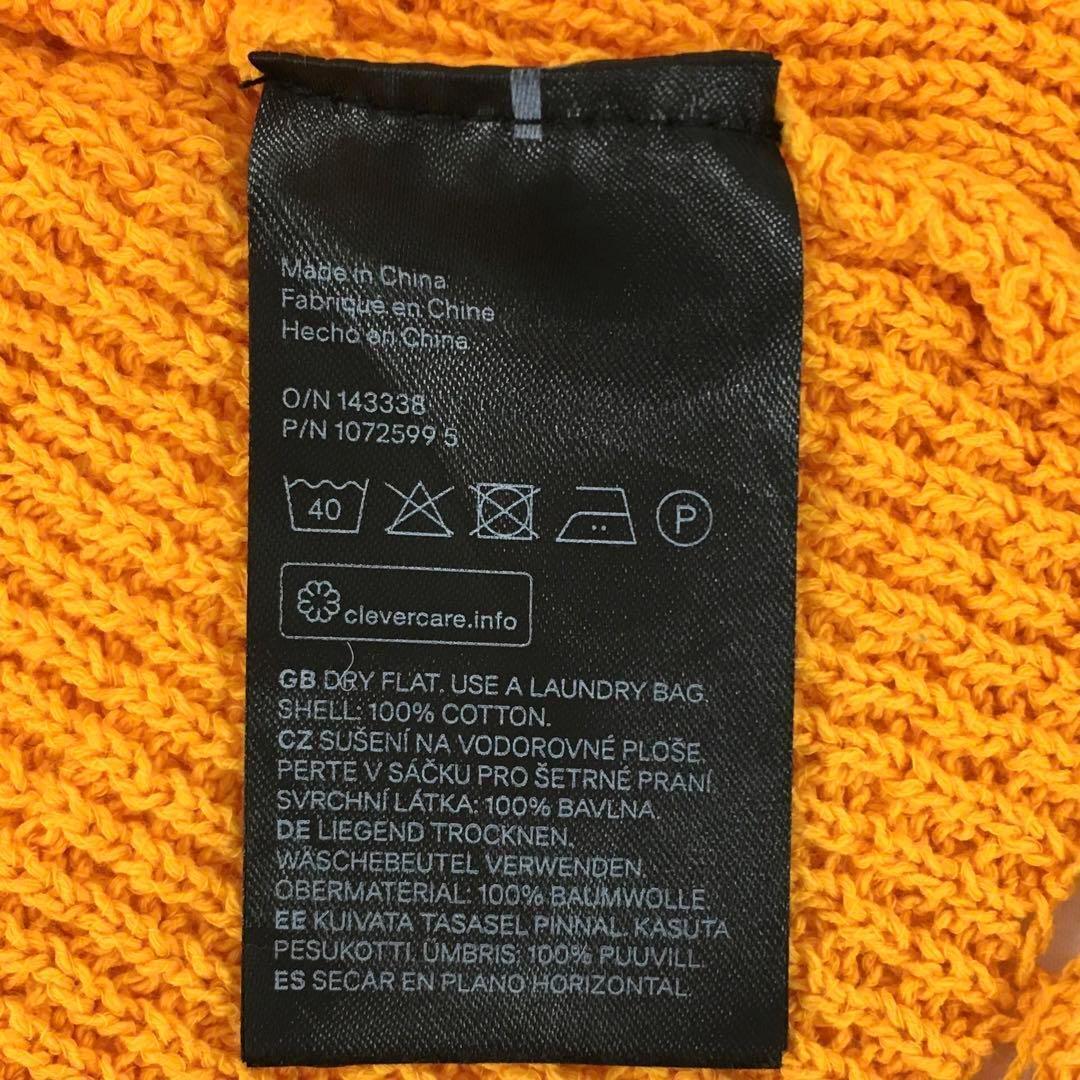 Made in China
Fabriqué en Chine
Hecho en China
O/N 143338
P/N 1072599 5
40
P
clevercare.info
GB DRY FLAT. USE A LAUNDRY BAG.
SHELL: 100% COTTON.
CZ SUŠENÍ NA VODOROVNÉ PLOŠE.
PERTE V SÁČKU PRO ŠETRNÉ PRANÍ.
SVRCHNÍ LÁTKA: 100% BAVLNA.
DE LIEGEND TROCKNEN.
WÄSCHEBEUTEL VERWENDEN.
OBERMATERIAL: 100% BAUMWOLLE.
EE KUIVATA TASASEL PINNAL. KASUTA
PESUKOTTI. ÜMBRIS: 100% PUUVILL.
ES SECAR EN PLANO HORIZONTAL.